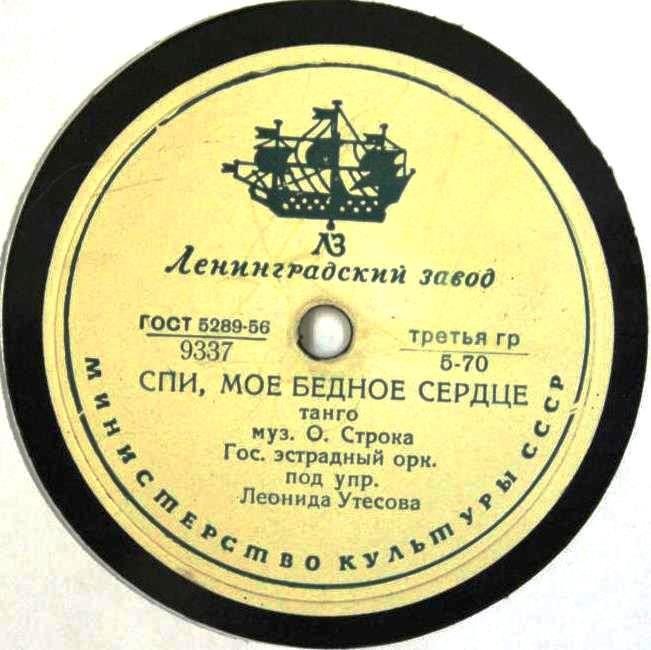 ЛЗ
Ленинградский завод
ГОСТ 5289-56
9337
третья гр
5-70
СПИ, МОЕ БЕДНОЕ СЕРДЦЕ
танго
муз. О. Строка
Гос. эстрадный орк.
под упр.
Леонида Утесова
МИНИСТЕРСТВО КУЛЬТУРЫ СССР